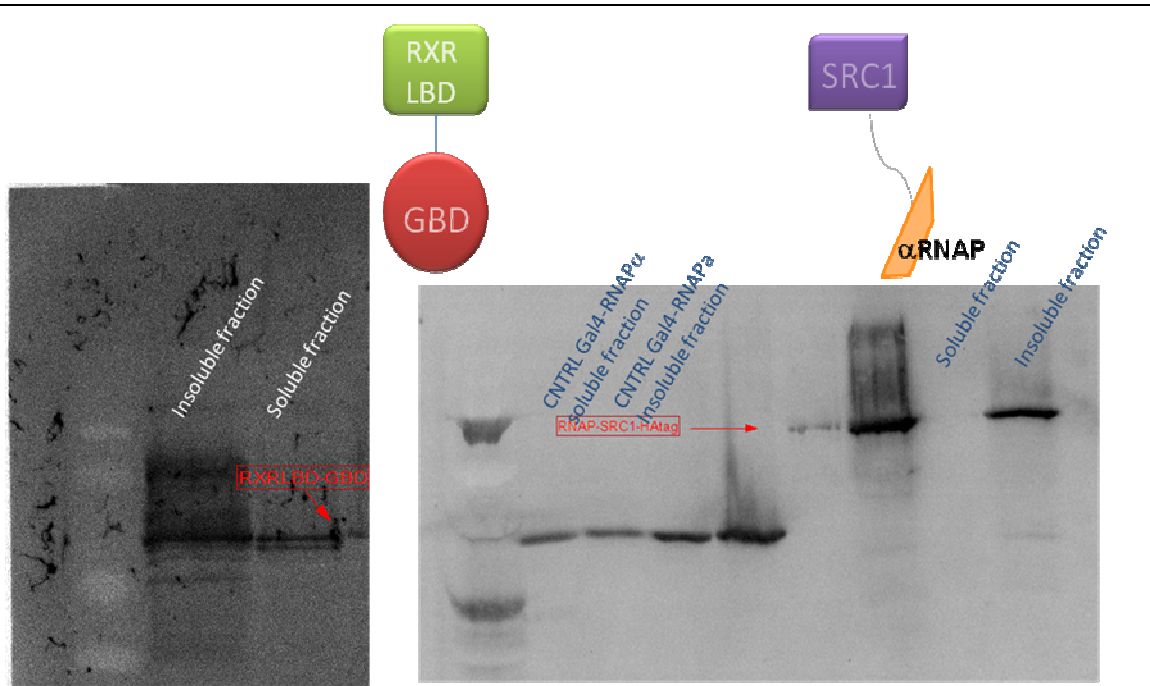 RXR
LBD
GBD
SRC1
αRNAP
Insoluble fraction
Soluble fraction
RXRLBD-GBD
CNTRL Gal4-RNAPα
soluble fraction
CNTRL Gal4-RNAPa
Insoluble fraction
RNAP-SRC1-HAtag
Soluble fraction
Insoluble fraction